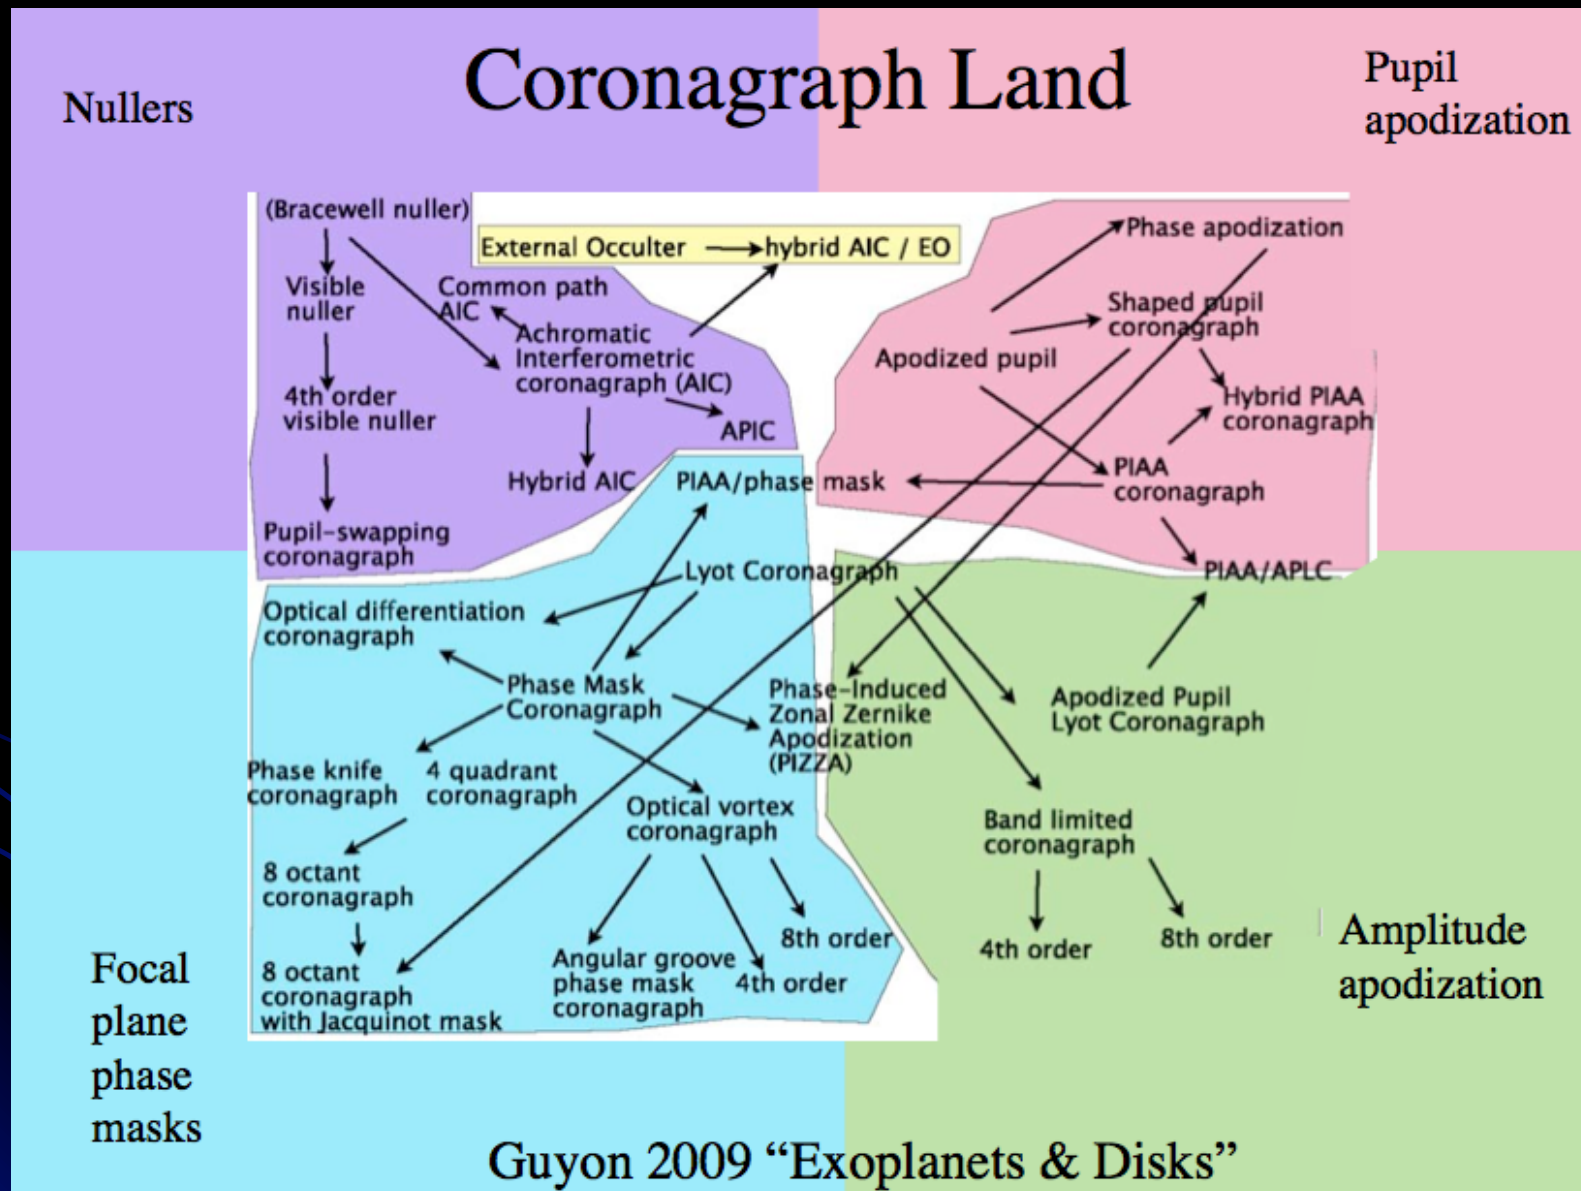 Coronagraph Land
Nullers
Pupil
apodization
(Bracewell nuller)
External Occulter
hybrid AIC / EO
Visible
nuller
Common path
AIC
Achromatic
Interferometric
coronagraph (AIC)
4th order
visible nuller
APIC
Hybrid AIC
Pupil-swapping
coronagraph
Phase apodization
Shaped pupil
coronagraph
Apodized pupil
Hybrid PIAA
coronagraph
PIAA
coronagraph
PIAA/phase mask
PIAA/APLC
Lyot Coronagraph
Optical differentiation
coronagraph
Phase Mask
Coronagraph
Phase-Induced
Zonal Zernike
Apodization
(PIZZA)
Apodized Pupil
Lyot Coronagraph
Phase knife
coronagraph
4 quadrant
coronagraph
Optical vortex
coronagraph
Band limited
coronagraph
8 octant
coronagraph
8th order
4th order
8th order
Angular groove
phase mask
coronagraph
4th order
8 octant
coronagraph
with Jacquinot mask
Focal
plane
phase
masks
Amplitude
apodization
Guyon 2009 “Exoplanets & Disks”